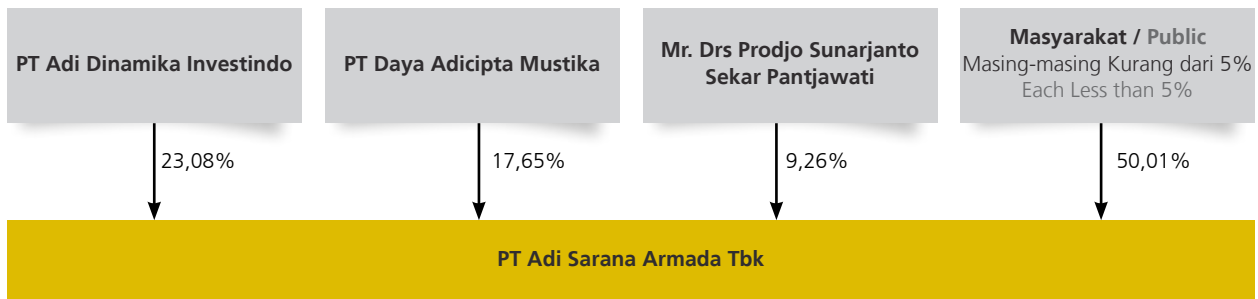 PT Adi Dinamika Investindo
PT Daya Adicipta Mustika
Mr. Drs Prodjo Sunarjanto
Sekar Pantjawati
Masyarakat / Public
Masing-masing Kurang dari 5%
Each Less than 5%
23,08%
17,65%
9,26%
50,01%
PT Adi Sarana Armada Tbk